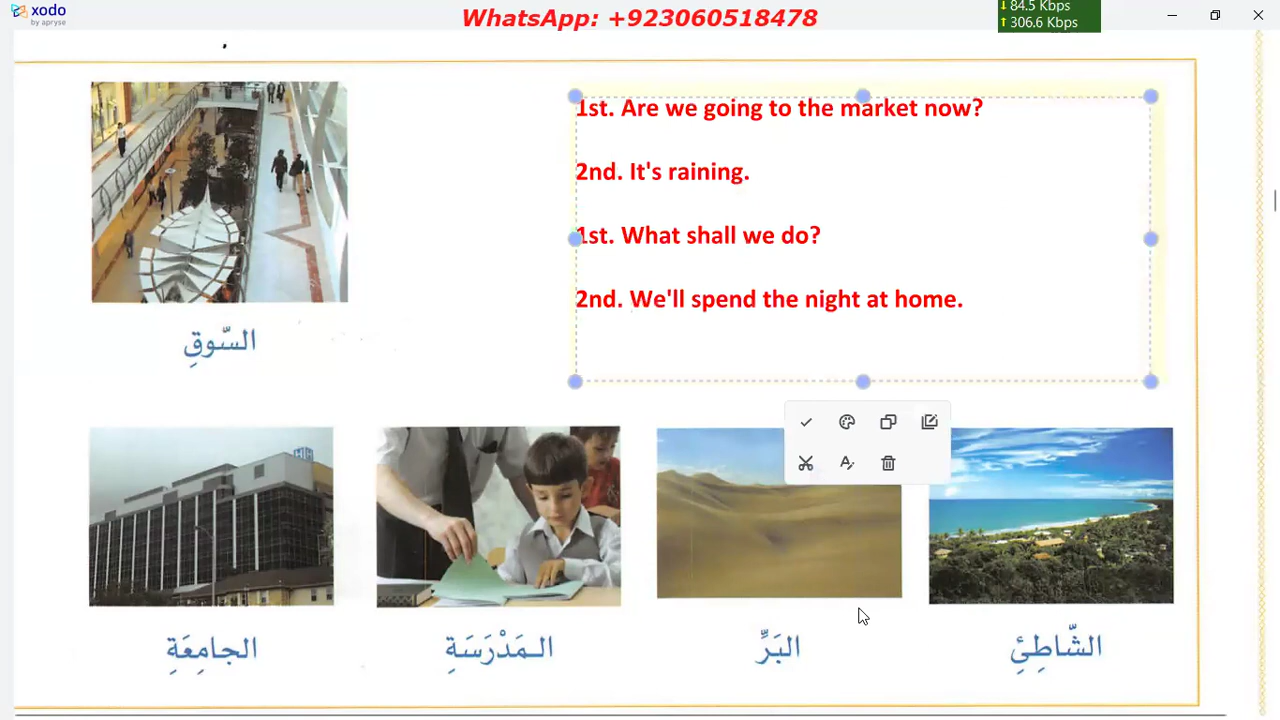 xodo
by apryse
WhatsApp: +923060518478
84.5 Kbps
306.6 Kbps
1st. Are we going to the market now?
2nd. It's raining.
1st. What shall we do?
2nd. We'll spend the night at home.
السّوقِ
الشّاطِئِ
البَرِّ
الـمَدْرَسَةِ
الجامِعَةِ